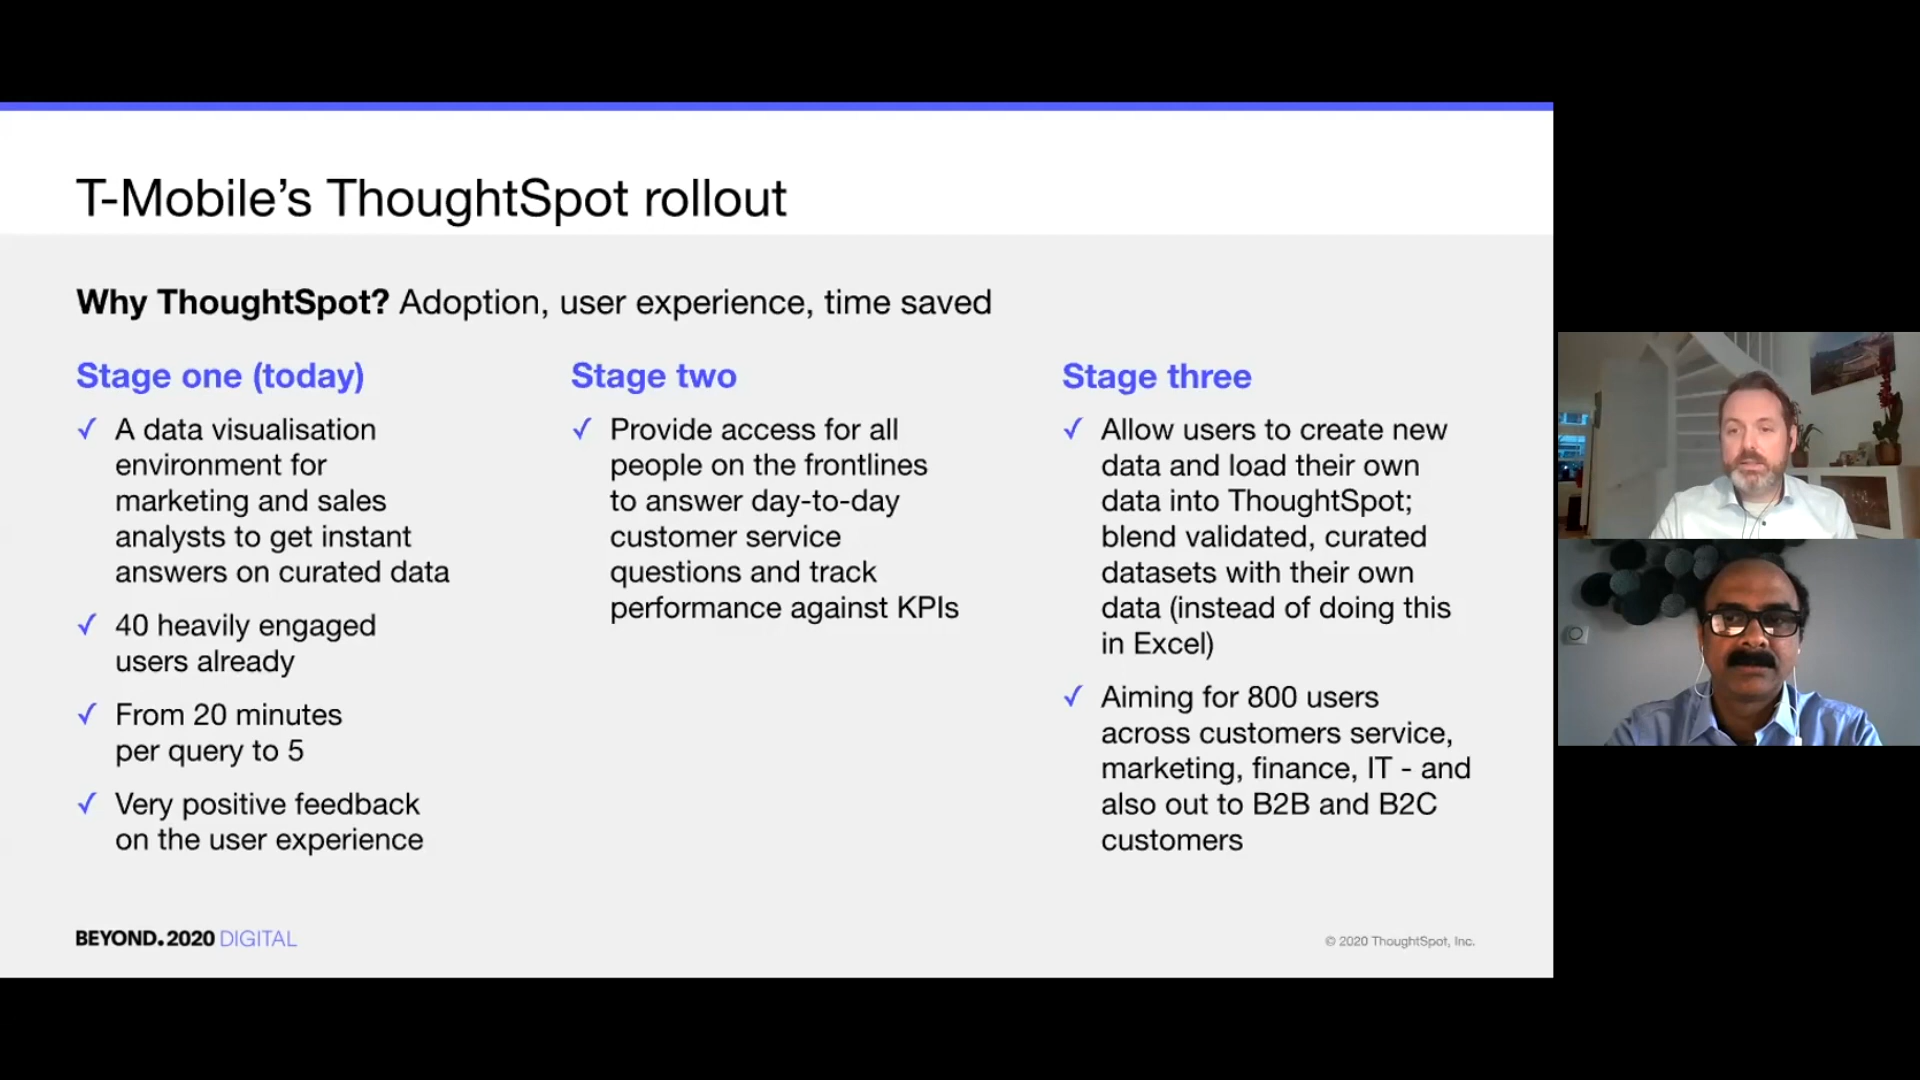 T-Mobile’s ThoughtSpot rollout
Why ThoughtSpot? Adoption, user experience, time saved
Stage one (today)
✓ A data visualisation
environment for
marketing and sales
analysts to get instant
answers on curated data
✓ 40 heavily engaged
users already
✓ From 20 minutes
per query to 5
✓ Very positive feedback
on the user experience
Stage two
✓ Provide access for all
people on the frontlines
to answer day-to-day
customer service
questions and track
performance against KPIs
Stage three
✓ Allow users to create new
data and load their own
data into ThoughtSpot;
blend validated, curated
datasets with their own
data (instead of doing this
in Excel)
✓ Aiming for 800 users
across customers service,
marketing, finance, IT - and
also out to B2B and B2C
customers
BEYOND.2020 DIGITAL
© 2020 ThoughtSpot, Inc.